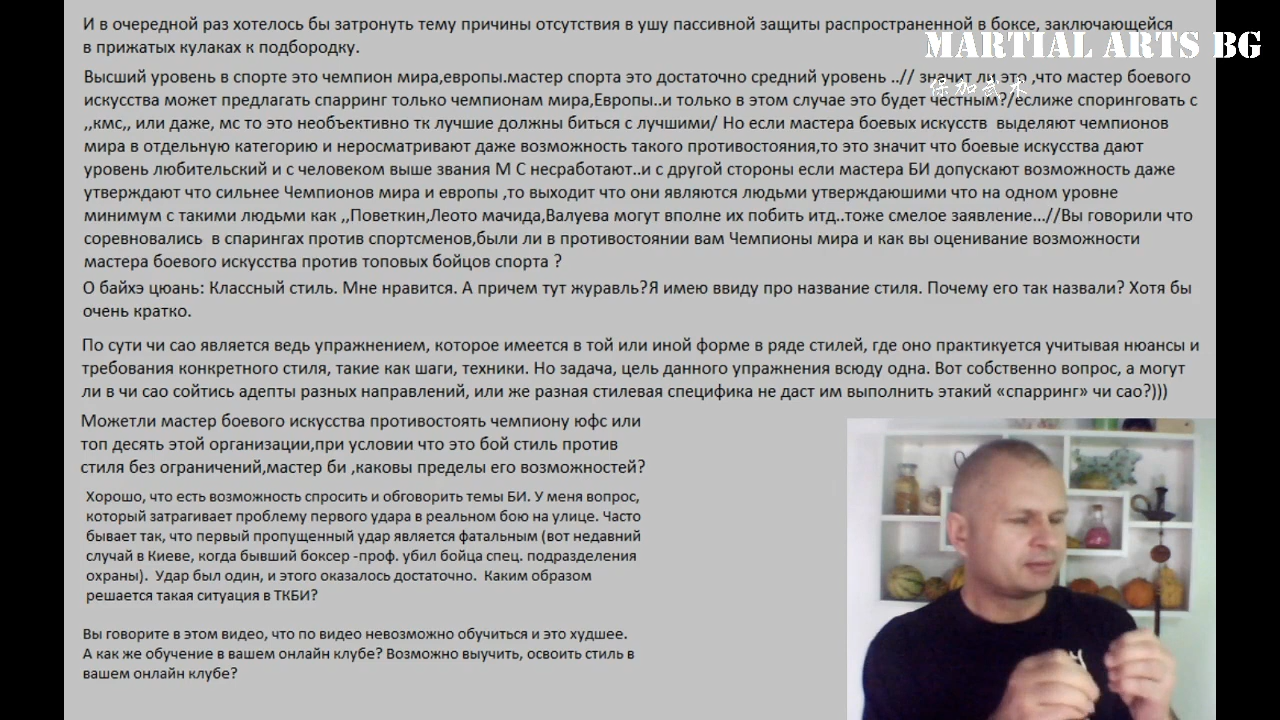 И в очередной раз хотелось бы затронуть тему причины отсутствия в ушу пассивной защиты распространенной в боксе, заключающейся
в прижатых кулаках к подбородку.
MARTIAL ARTS BG
保加武术
Высший уровень в спорте это чемпион мира,европы.мастер спорта это достаточно средний уровень ..// значит ли это ,что мастер боевого
искусства может предлагать спарринг только чемпионам мира,Европы..и только в этом случае это будет честным?/еслиже споринговать с
,,кмс,, или даже, мс то это необъективно тк лучшие должны биться с лучшими/ Но если мастера боевых искусств выделяют чемпионов
мира в отдельную категорию и неросматривают даже возможность такого противостояния,то это значит что боевые искусства дают
уровень любительский и с человеком выше звания М С несработают..и с другой стороны если мастера БИ допускают возможность даже
утверждают что сильнее Чемпионов мира и европы ,то выходит что они являются людьми утверждаюшими что на одном уровне
минимум с такими людьми как ,,Поветкин,Леото мачида,Валуева могут вполне их побить итд..тоже смелое заявление...//Вы говорили что
соревновались в спарингах против спортсменов,были ли в противостоянии вам Чемпионы мира и как вы оценивание возможности
мастера боевого искусства против топовых бойцов спорта ?
О байхэ цюань: Классный стиль. Мне нравится. А причем тут журавль?Я имею ввиду про название стиля. Почему его так назвали? Хотя бы
очень кратко.
По сути чи сао является ведь упражнением, которое имеется в той или иной форме в ряде стилей, где оно практикуется учитывая нюансы и
требования конкретного стиля, такие как шаги, техники. Но задача, цель данного упражнения всюду одна. Вот собственно вопрос, а могут
ли в чи сао сойтись адепты разных направлений, или же разная стилевая специфика не даст им выполнить этакий «спарринг» чи сао?)))
Можетли мастер боевого искусства противостоять чемпиону юфс или
топ десять этой организации,при условии что это бой стиль против
стиля без ограничений,мастер би ,каковы пределы его возможностей?
Хорошо, что есть возможность спросить и обговорить темы БИ. У меня вопрос,
который затрагивает проблему первого удара в реальном бою на улице. Часто
бывает так, что первый пропущенный удар является фатальным (вот недавний
случай в Киеве, когда бывший боксер -проф. убил бойца спец. подразделения
охраны). Удар был один, и этого оказалось достаточно. Каким образом
решается такая ситуация в ТКБИ?
Вы говорите в этом видео, что по видео невозможно обучиться и это худшее.
А как же обучение в вашем онлайн клубе? Возможно выучить, освоить стиль в
вашем онлайн клубе?